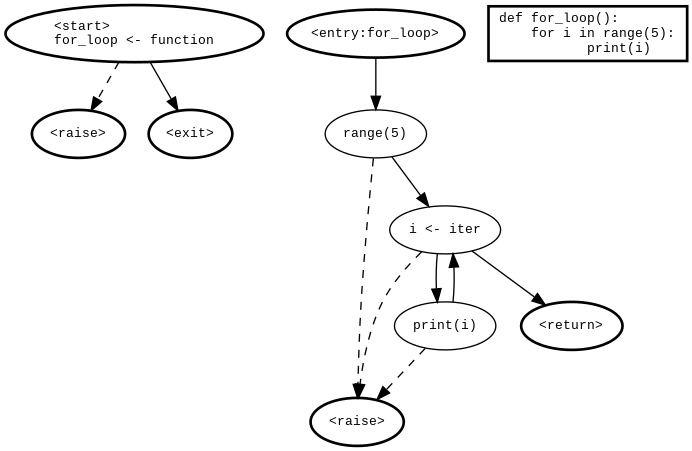 <start>
for_loop <- function
<raise>
<exit>
<entry:for_loop>
range(5)
i <- iter
print(i)
<return>
<raise>
def for_loop():
    for i in range(5):
           print(i)